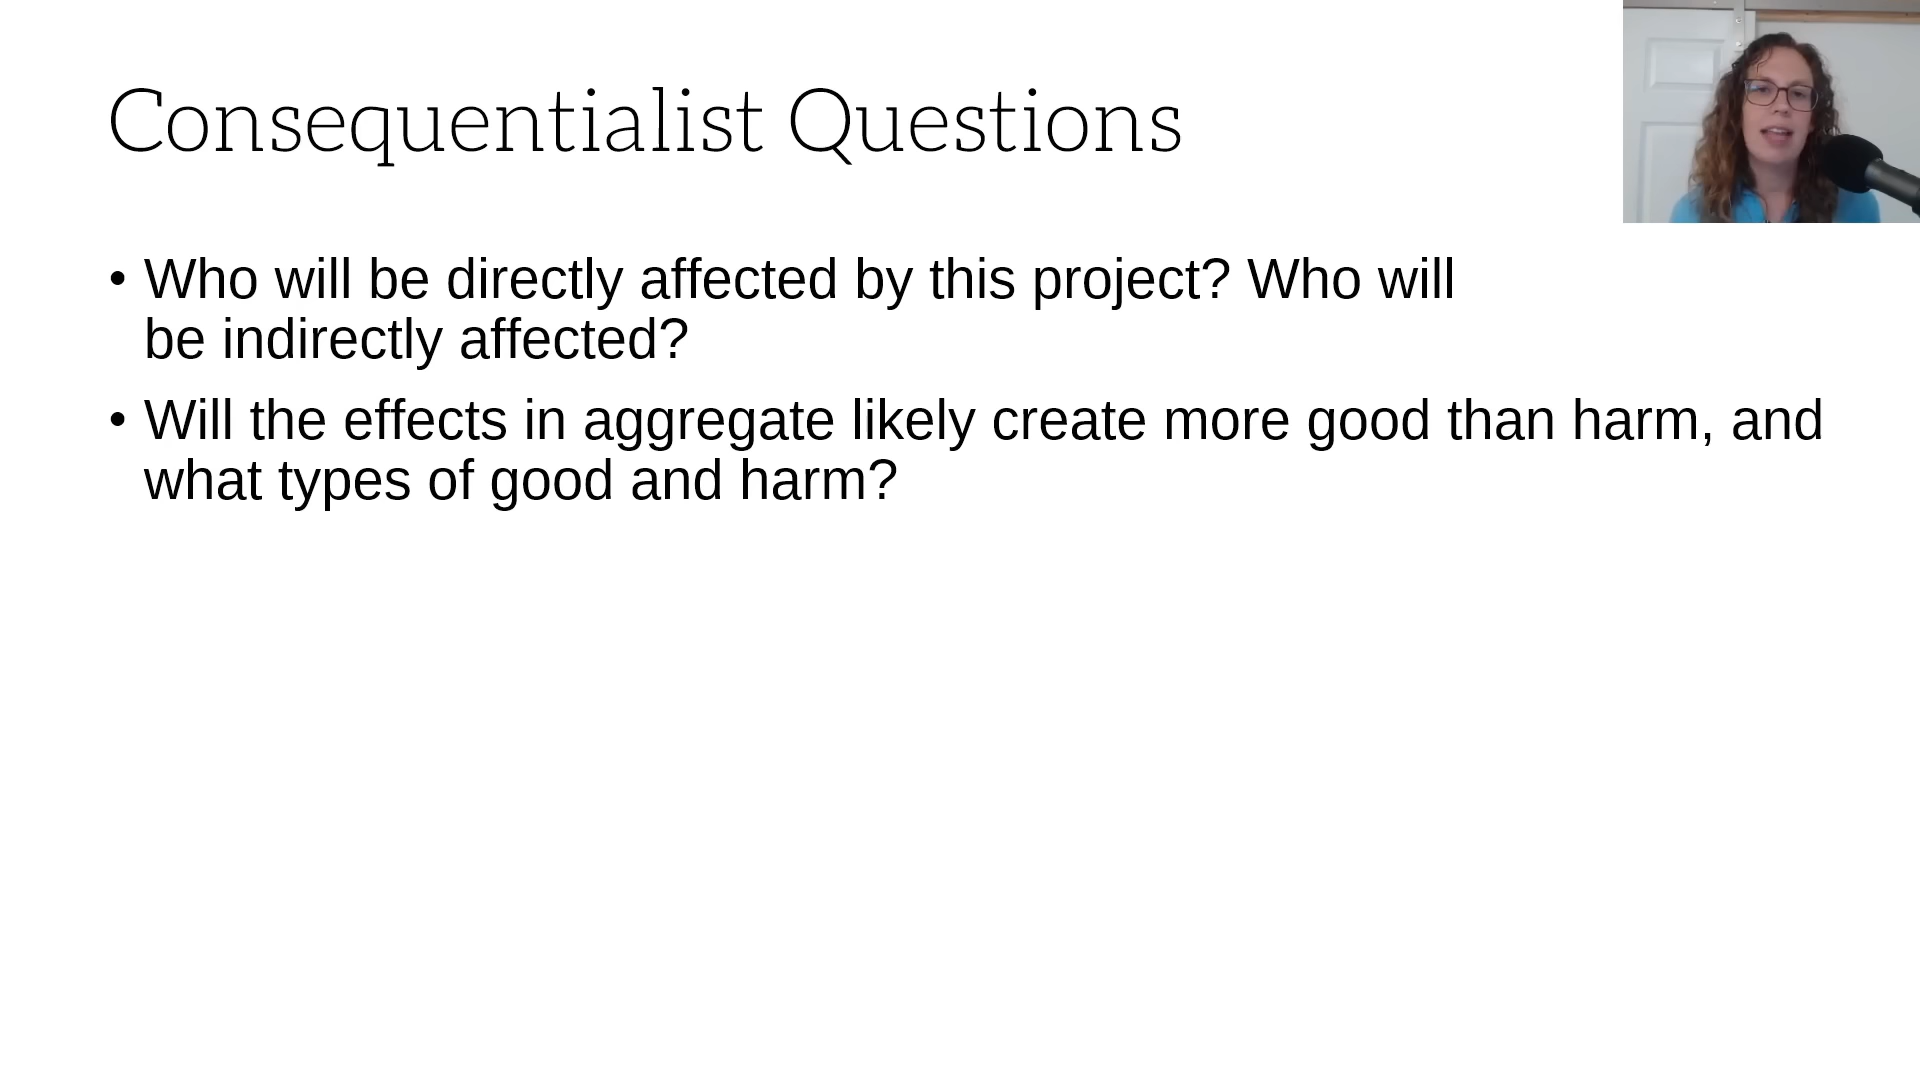 Consequentialist Questions
• Who will be directly affected by this project? Who will
be indirectly affected?
• Will the effects in aggregate likely create more good than harm, and
what types of good and harm?